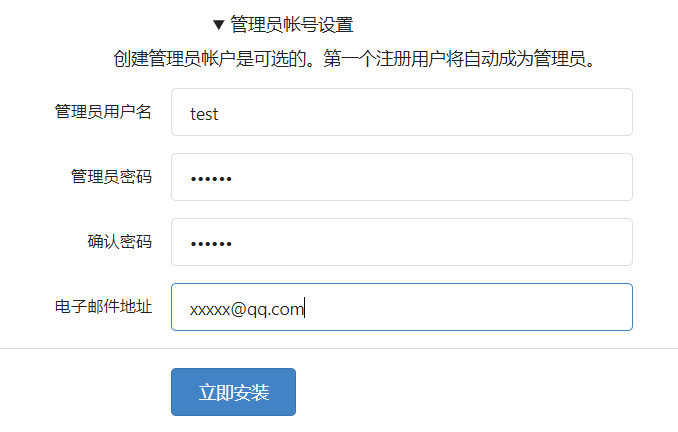 ▼ 管理员帐号设置
创建管理员帐户是可选的。第一个注册用户将自动成为管理员。
管理员用户名 test
管理员密码 ••••••
确认密码 ••••••
电子邮件地址 xxxxx@qq.com
立即安装